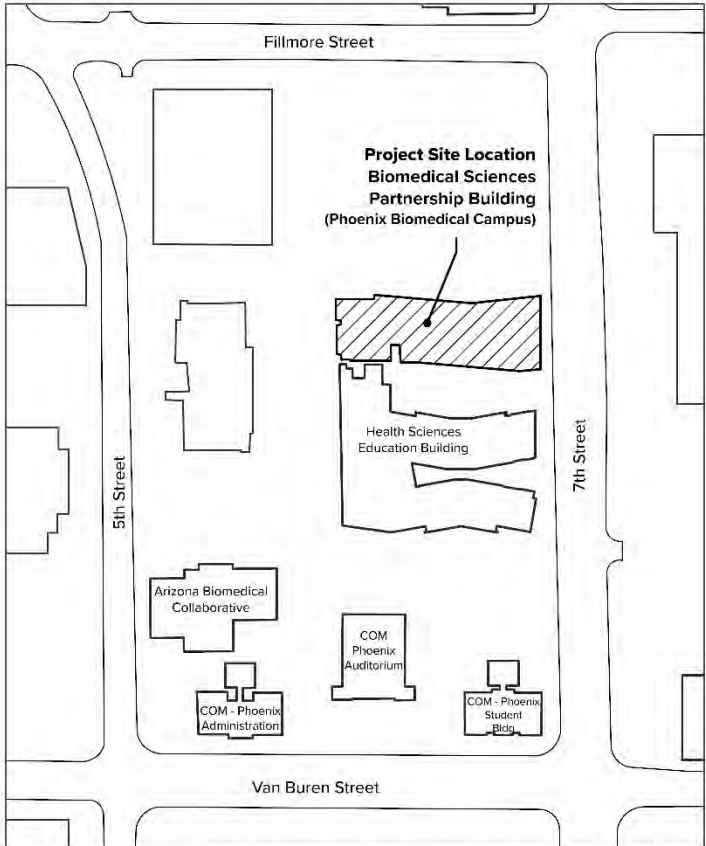 Fillmore Street
Project Site Location
Biomedical Sciences
Partnership Building
(Phoenix Biomedical Campus)
Health Sciences
Education Building
5th Street
7th Street
Arizona Biomedical
Collaborative
COM
Phoenix
Auditorium
COM - Phoenix
Administration
COM - Phoenix
Student
Bldg
Van Buren Street